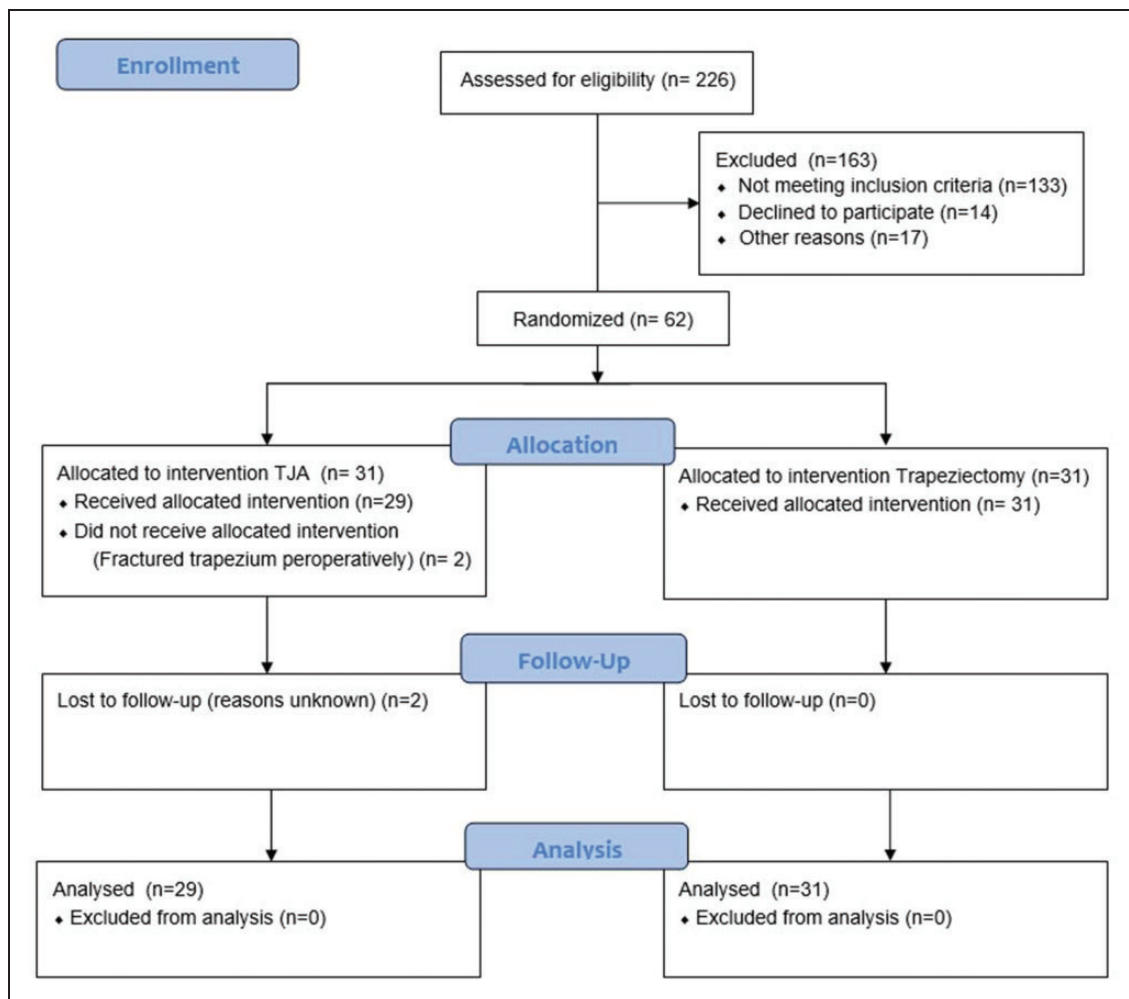 Enrollment
Assessed for eligibility (n= 226)
Excluded (n=163)
⬥ Not meeting inclusion criteria (n=133)
⬥ Declined to participate (n=14)
⬥ Other reasons (n=17)
Randomized (n= 62)
Allocation
Allocated to intervention TJA (n= 31)
⬥ Received allocated intervention (n=29)
⬥ Did not receive allocated intervention
(Fractured trapezium peroperatively) (n= 2)
Allocated to intervention Trapeziectomy (n=31)
⬥ Received allocated intervention (n= 31)
Follow-Up
Lost to follow-up (reasons unknown) (n=2)
Lost to follow-up (n=0)
Analysis
Analysed (n=29)
⬥ Excluded from analysis (n=0)
Analysed (n=31)
⬥ Excluded from analysis (n=0)